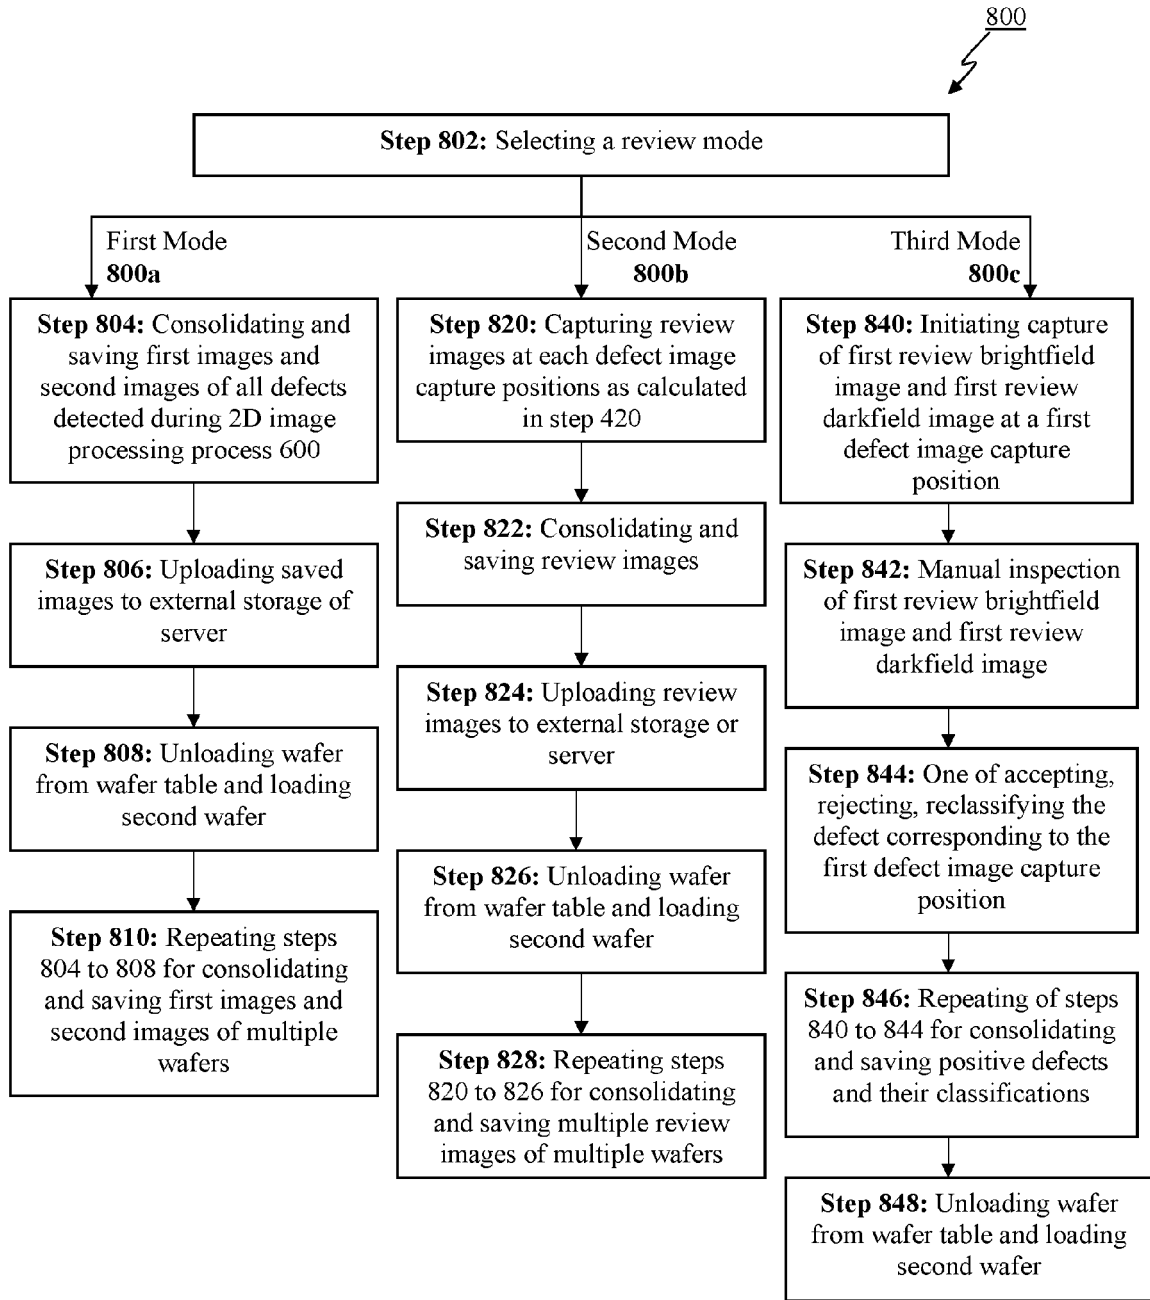 800
Step 802: Selecting a review mode
First Mode
800a
Second Mode
800b
Third Mode
800c
Step 804: Consolidating and
saving first images and
second images of all defects
detected during 2D image
processing process 600
Step 806: Uploading saved
images to external storage of
server
Step 808: Unloading wafer
from wafer table and loading
second wafer
Step 810: Repeating steps
804 to 808 for consolidating
and saving first images and
second images of multiple
wafers
Step 820: Capturing review
images at each defect image
capture positions as calculated
in step 420
Step 822: Consolidating and
saving review images
Step 824: Uploading review
images to external storage or
server
Step 826: Unloading wafer
from wafer table and loading
second wafer
Step 828: Repeating steps
820 to 826 for consolidating
and saving multiple review
images of multiple wafers
Step 840: Initiating capture
of first review brightfield
image and first review
darkfield image at a first
defect image capture
position
Step 842: Manual inspection
of first review brightfield
image and first review
darkfield image
Step 844: One of accepting,
rejecting, reclassifying the
defect corresponding to the
first defect image capture
position
Step 846: Repeating of steps
840 to 844 for consolidating
and saving positive defects
and their classifications
Step 848: Unloading wafer
from wafer table and loading
second wafer